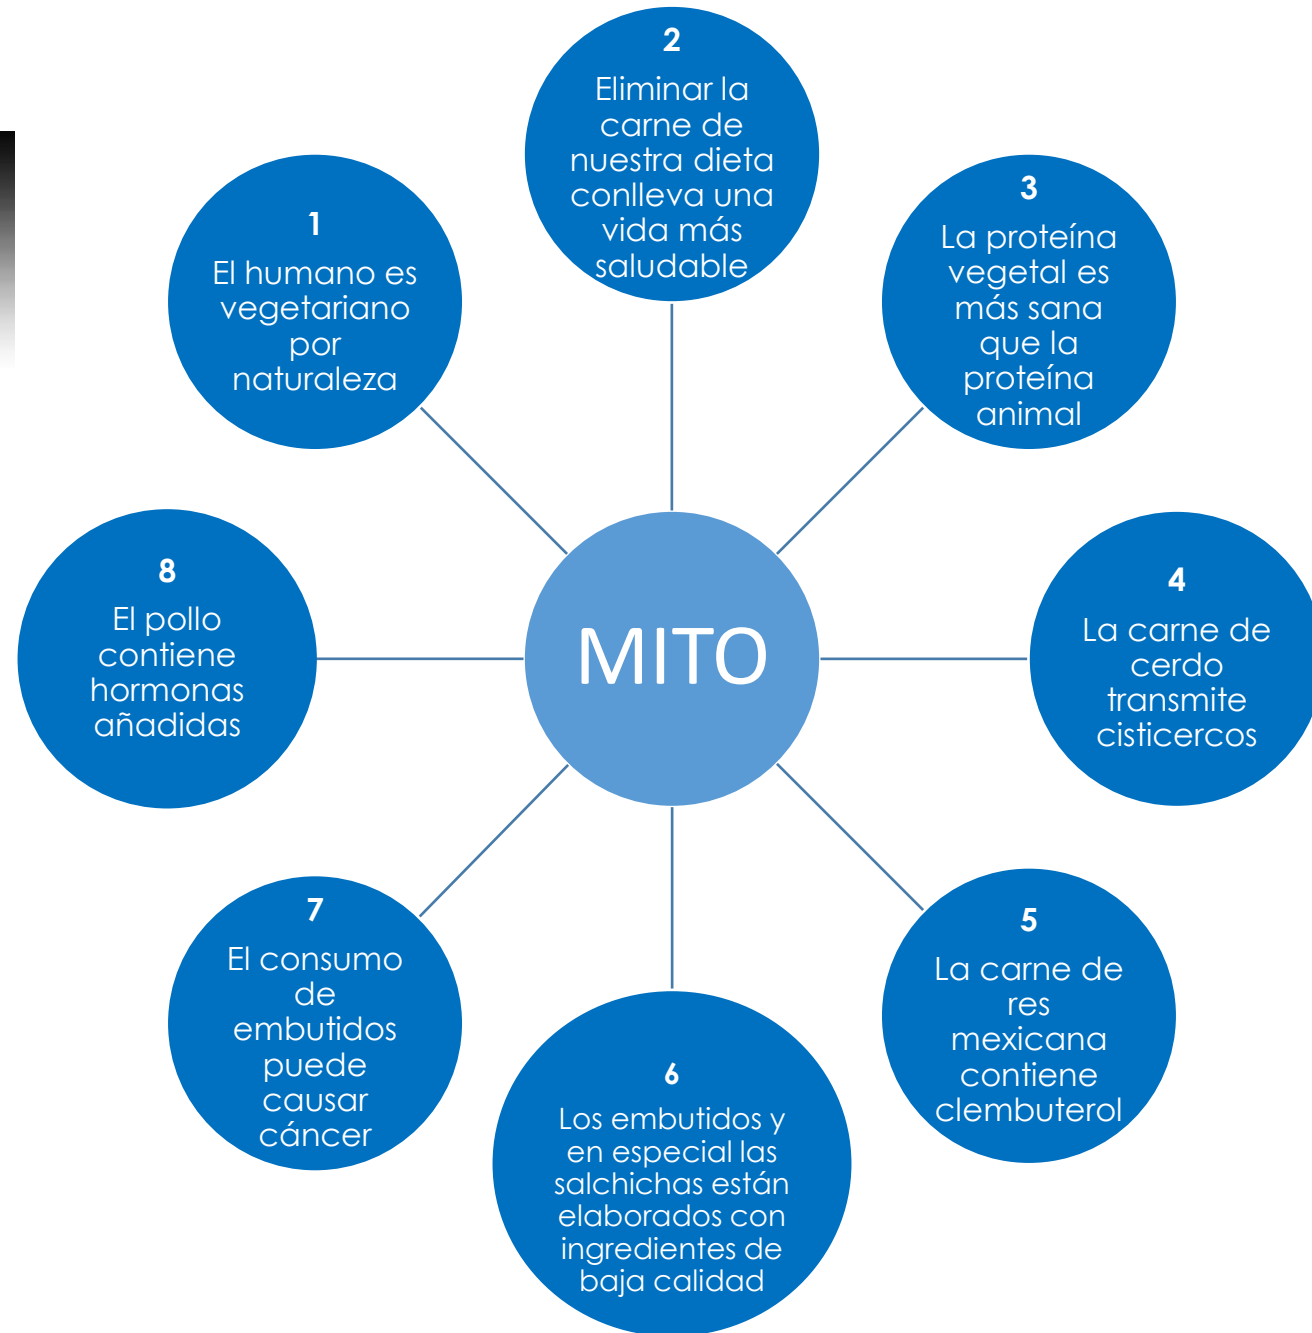 1
El humano es
vegetariano
por
naturaleza
2
Eliminar la
carne de
nuestra dieta
conlleva una
vida más
saludable
3
La proteína
vegetal es
más sana
que la
proteína
animal
4
La carne de
cerdo
transmite
cisticercos
5
La carne de
res
mexicana
contiene
clembuterol
6
Los embutidos y
en especial las
salchichas están
elaborados con
ingredientes de
baja calidad
7
El consumo
de
embutidos
puede
causar
cáncer
8
El pollo
contiene
hormonas
añadidas
MITO